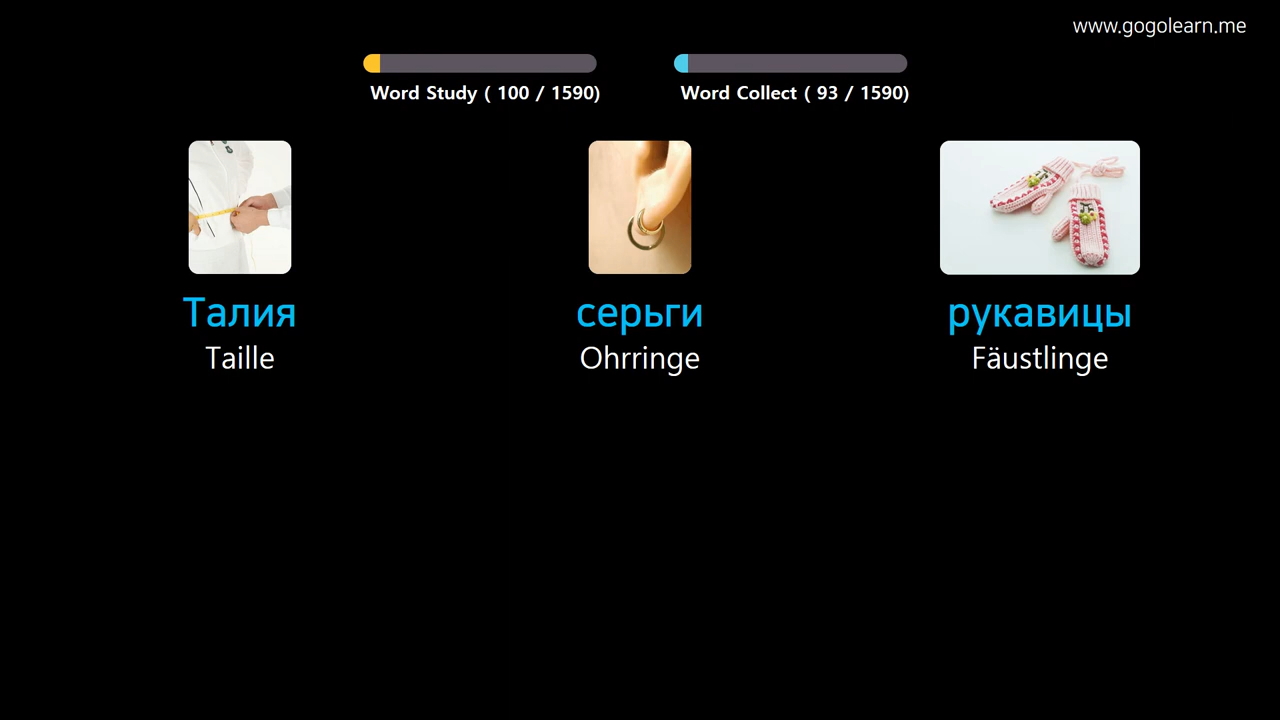 www.gogolearn.me
Word Study ( 100 / 1590)
Word Collect ( 93 / 1590)
Талия
Taille
серьги
Ohrringe
рукавицы
Fäustlinge